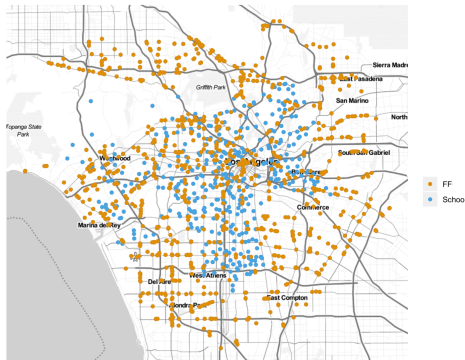 Sierra Madre
East Pasadena
Griffith Park
San Marino
North
Topanga State
Park
Westwood
Los Angeles
South San Gabriel
FF
Schoo
Commerce
Marina del Rey
West Athens
Del Aire
East Compton